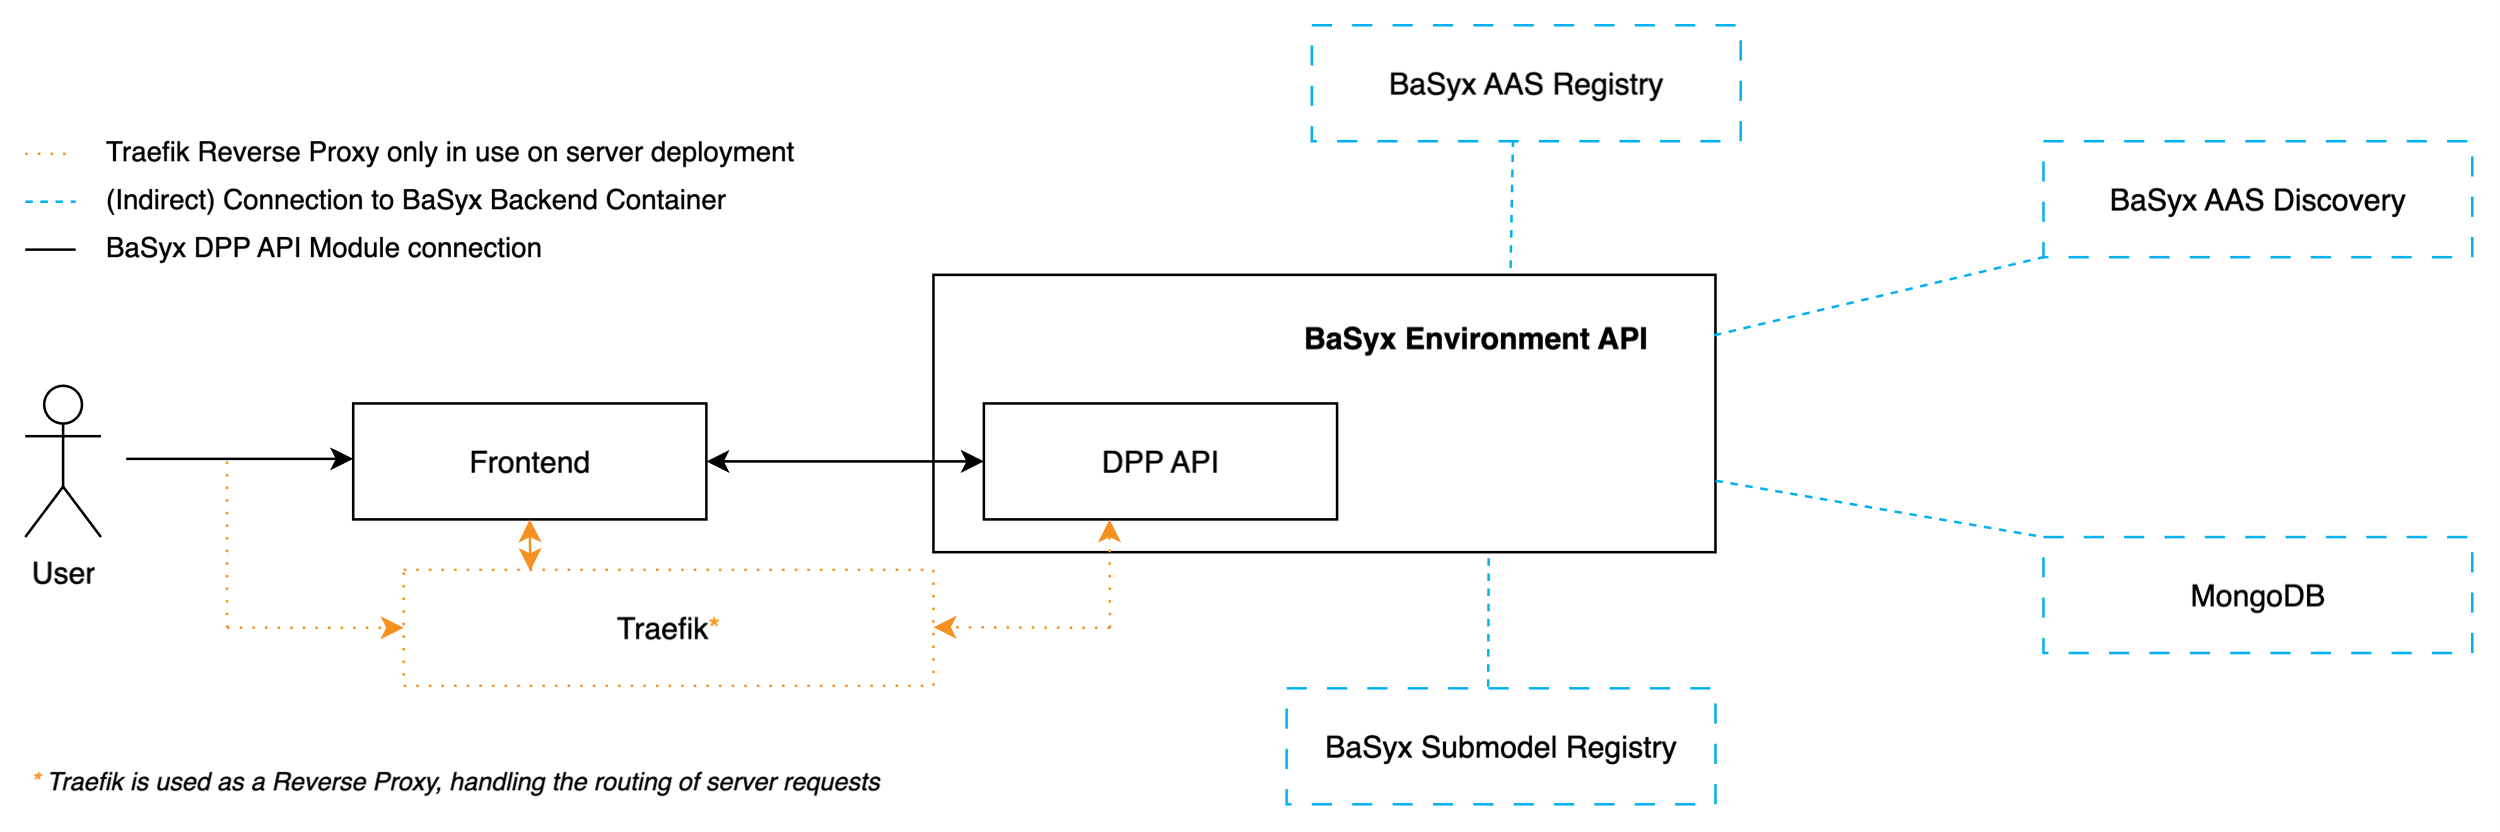 BaSyx AAS Registry
Traefik Reverse Proxy only in use on server deployment
(Indirect) Connection to BaSyx Backend Container
BaSyx DPP API Module connection
BaSyx AAS Discovery
BaSyx Environment API
User
Frontend
DPP API
Traefik*
MongoDB
BaSyx Submodel Registry
* Traefik is used as a Reverse Proxy, handling the routing of server requests